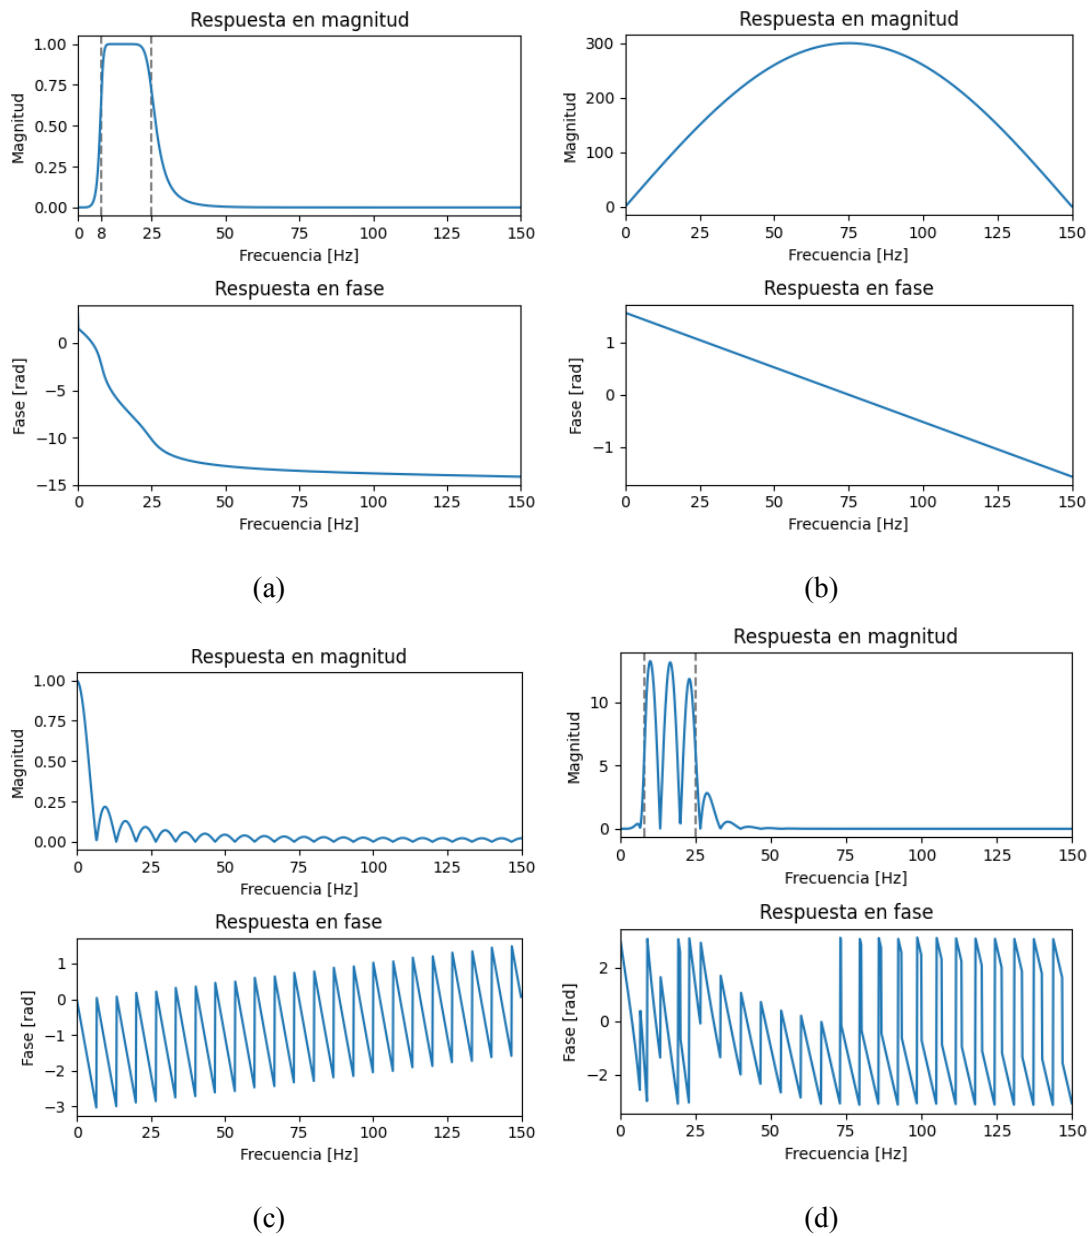 Respuesta en magnitud
1.00
0.75
0.50
0.25
0.00
Magnitud
0 8 25 50 75 100 125 150
Frecuencia [Hz]
Respuesta en fase
0
−5
−10
−15
Fase [rad]
0 25 50 75 100 125 150
Frecuencia [Hz]
(a)
Respuesta en magnitud
300
200
100
0
Magnitud
0 25 50 75 100 125 150
Frecuencia [Hz]
Respuesta en fase
1
0
−1
Fase [rad]
0 25 50 75 100 125 150
Frecuencia [Hz]
(b)
Respuesta en magnitud
1.00
0.75
0.50
0.25
0.00
Magnitud
0 25 50 75 100 125 150
Frecuencia [Hz]
Respuesta en fase
1
0
−1
−2
−3
Fase [rad]
0 25 50 75 100 125 150
Frecuencia [Hz]
(c)
Respuesta en magnitud
10
5
0
Magnitud
0 25 50 75 100 125 150
Frecuencia [Hz]
Respuesta en fase
2
0
−2
Fase [rad]
0 25 50 75 100 125 150
Frecuencia [Hz]
(d)